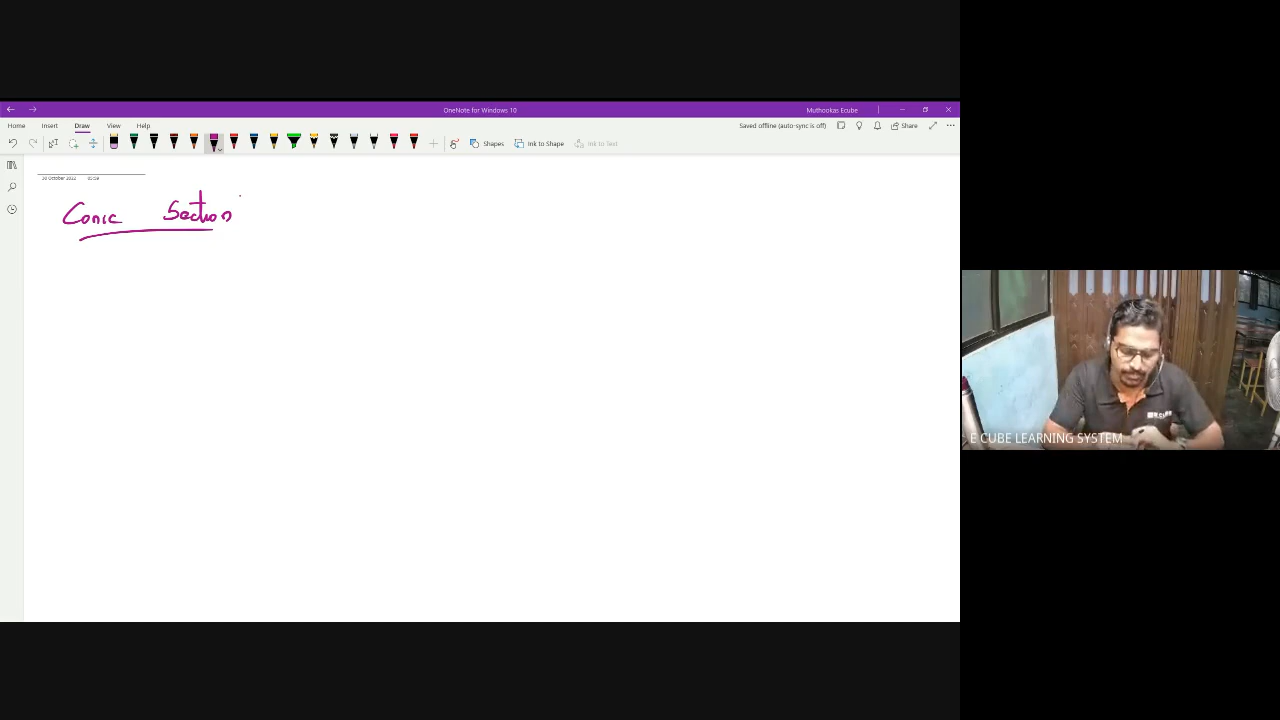 OneNote for Windows 10
Muthookas Ecube
Home Insert Draw View Help
Saved offline (auto-sync is off)
Share
Shapes
Ink to Shape
Ink to Text
Conic Section
E CUBE LEARNING SYSTEM